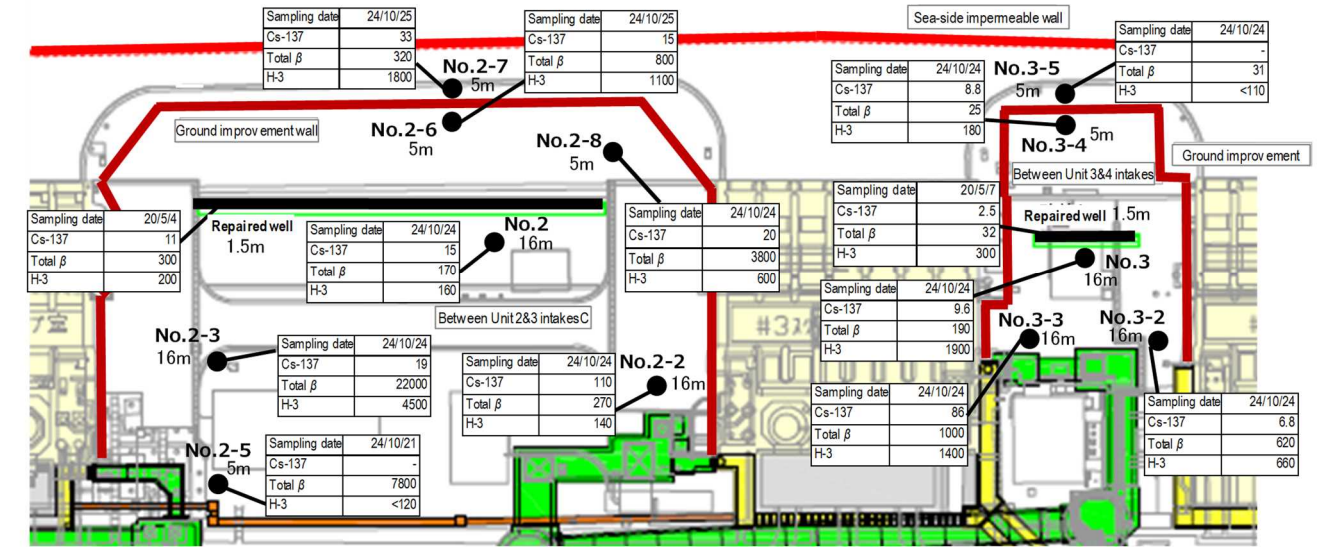 Sea-side impermeable wall
Sampling date 24/10/25
Cs-137 33
Total β 320
H-3 1800
No.2-7
5m
Sampling date 24/10/25
Cs-137 15
Total β 800
H-3 1100
No.2-6
5m
Ground improvement wall
No.2-8
5m
Sampling date 24/10/24
Cs-137 8.8
Total β 25
H-3 180
No.3-5
5m
Sampling date 24/10/24
Cs-137 -
Total β 31
H-3 <110
No.3-4
5m
Ground improvement
Between Unit 3&4 intakes
Sampling date 20/5/4
Cs-137 11
Total β 300
H-3 200
Repaired well
1.5m
Sampling date 24/10/24
Cs-137 15
Total β 170
H-3 160
No.2
16m
Sampling date 24/10/24
Cs-137 20
Total β 3800
H-3 600
Sampling date 20/5/7
Cs-137 2.5
Total β 32
H-3 300
Repaired well 1.5m
No.3
16m
Sampling date 24/10/24
Cs-137 9.6
Total β 190
H-3 1900
Between Unit 2&3 intakesC
No.2-3
16m
Sampling date 24/10/24
Cs-137 19
Total β 22000
H-3 4500
Sampling date 24/10/24
Cs-137 110
Total β 270
H-3 140
No.2-2
16m
#3
No.3-3
16m
No.3-2
16m
Sampling date 24/10/24
Cs-137 86
Total β 1000
H-3 1400
Sampling date 24/10/24
Cs-137 6.8
Total β 620
H-3 660
No.2-5
5m
Sampling date 24/10/21
Cs-137 -
Total β 7800
H-3 <120